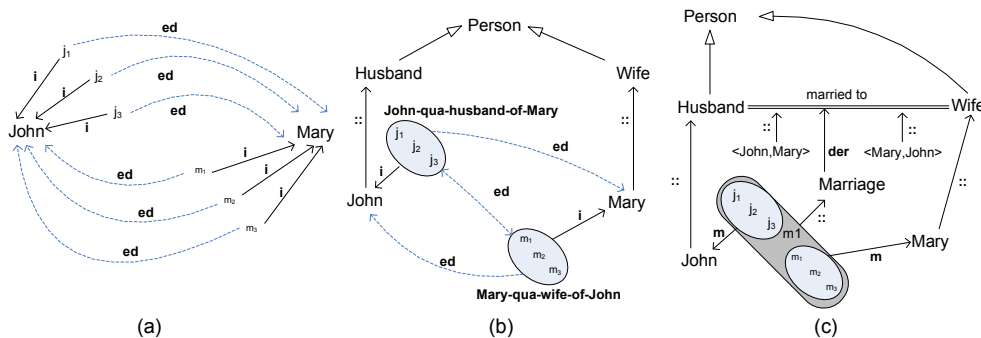 ed
j1
i
ed
j2
i
ed
j3
i
John
Mary
ed
m1
i
ed
m2
i
ed
m3
i
(a)
Person
Husband
Wife
John-qua-husband-of-Mary
::
::
j1
j2
j3
ed
i
ed
John
Mary
i
m1
m2
m3
ed
Mary-qua-wife-of-John
(b)
Person
Husband
married to
Wife
::
::
::
<John,Mary>
<Mary,John>
der
::
Marriage
j1
j2
j3
::
m
m1
John
Mary
m
m1
m2
m3
(c)